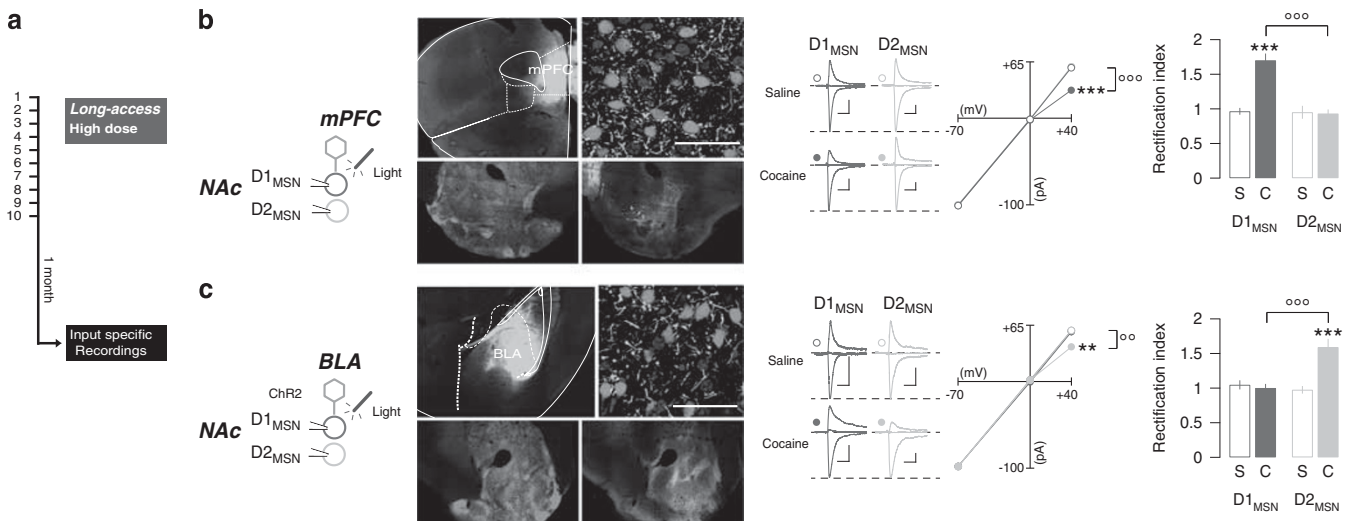 a
1
2
3
4
5
6
7
8
9
10
Long-access
High dose
1 month
Input specific
Recordings
b
mPFC
Light
NAc
D1MSN
D2MSN
mPFC
D1MSN D2MSN
Saline
Cocaine
+65
(mV)
-70
+40
-100
(pA)
***
°°°
Rectification index
2
1.5
1
0.5
0
***
°°°
S C S C
D1MSN D2MSN
c
BLA
ChR2
Light
NAc
D1MSN
D2MSN
BLA
D1MSN D2MSN
Saline
Cocaine
+65
(mV)
-70
+40
-100
(pA)
**
°°
Rectification index
2
1.5
1
0.5
0
°°°
***
S C S C
D1MSN D2MSN